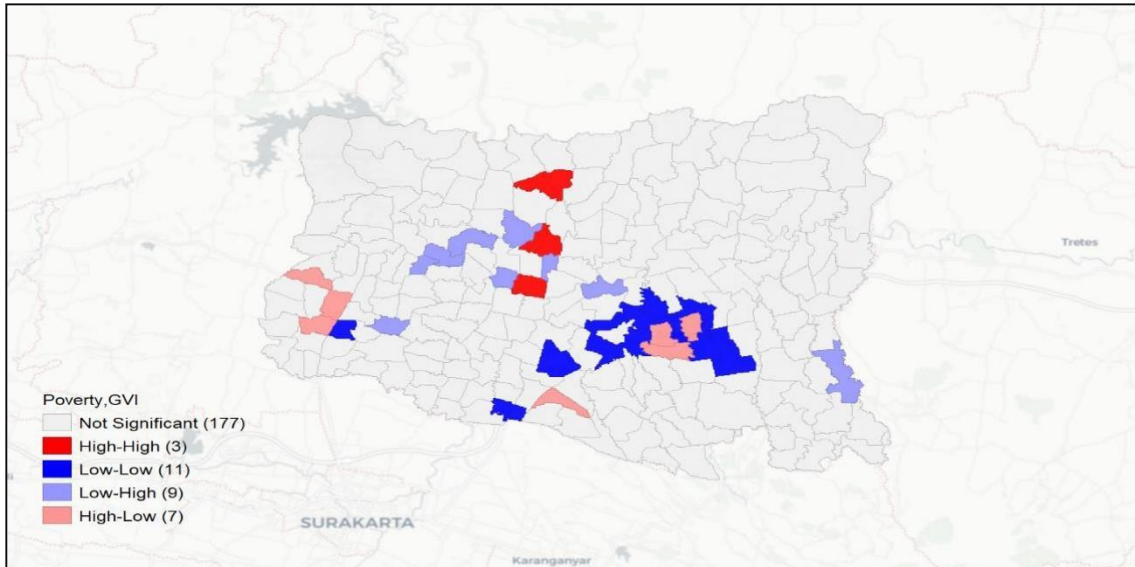 Tretes
Poverty,GVI
Not Significant (177)
High-High (3)
Low-Low (11)
Low-High (9)
High-Low (7)
SURAKARTA
Karanganyar